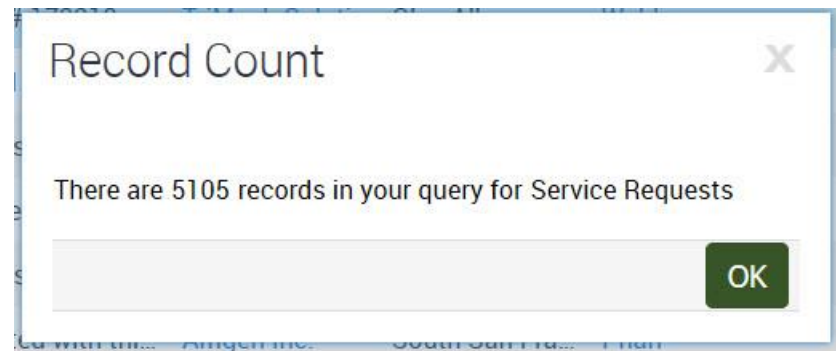 Record Count
X
There are 5105 records in your query for Service Requests
OK
Amgen Inc.